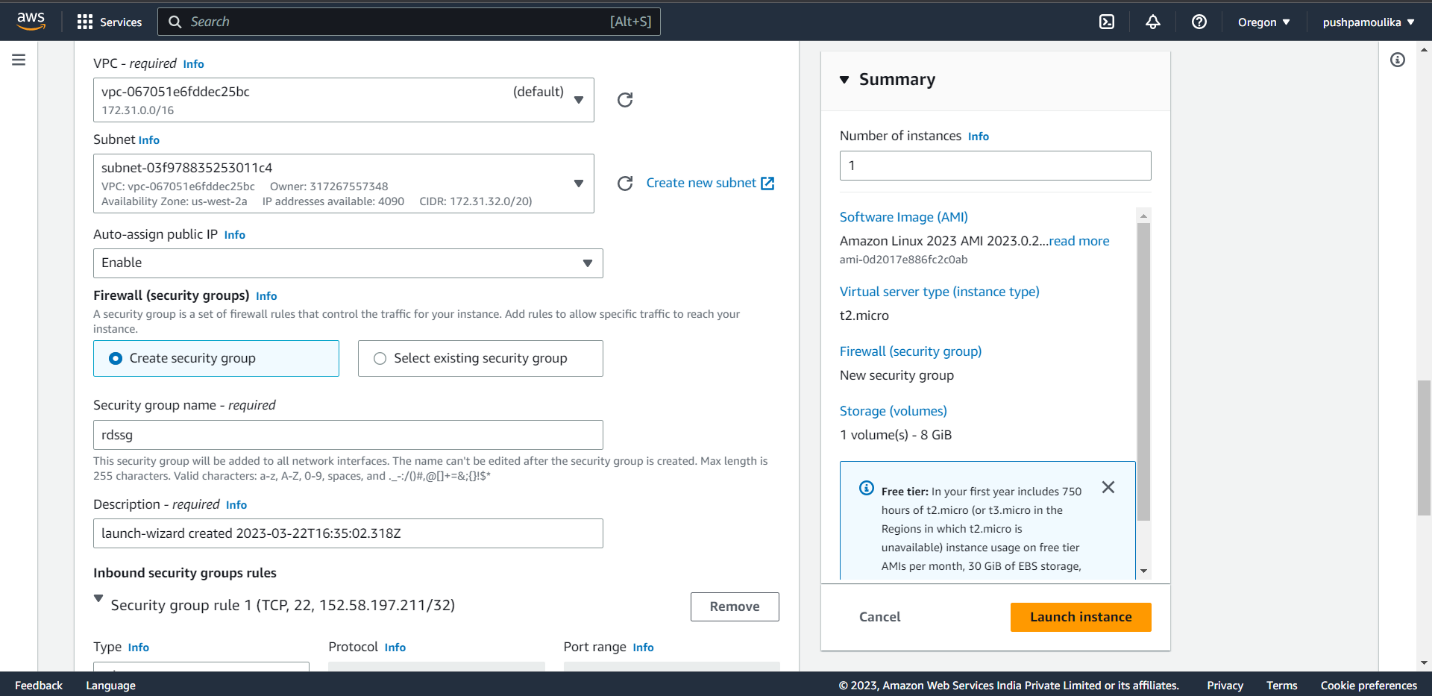 aws
Services
Search [Alt+S]
Oregon
pushpamoulika
VPC - required Info
vpc-067051e6fddec25bc (default)
172.31.0.0/16
Subnet Info
subnet-03f978835253011c4
VPC: vpc-067051e6fddec25bc Owner: 317267557348
Availability Zone: us-west-2a IP addresses available: 4090 CIDR: 172.31.32.0/20)
Create new subnet
Auto-assign public IP Info
Enable
Firewall (security groups) Info
A security group is a set of firewall rules that control the traffic for your instance. Add rules to allow specific traffic to reach your
instance.
Create security group
Select existing security group
Security group name - required
rdssg
This security group will be added to all network interfaces. The name can't be edited after the security group is created. Max length is
255 characters. Valid characters: a-z, A-Z, 0-9, spaces, and ._-:/()#,@[]+=&;{}!$*
Description - required Info
launch-wizard created 2023-03-22T16:35:02.318Z
Inbound security groups rules
Security group rule 1 (TCP, 22, 152.58.197.211/32)
Remove
Type Info
Protocol Info
Port range Info
Summary
Number of instances Info
1
Software Image (AMI)
Amazon Linux 2023 AMI 2023.0.2...read more
ami-0d2017e886fc2c0ab
Virtual server type (instance type)
t2.micro
Firewall (security group)
New security group
Storage (volumes)
1 volume(s) - 8 GiB
Free tier: In your first year includes 750
hours of t2.micro (or t3.micro in the
Regions in which t2.micro is
unavailable) instance usage on free tier
AMIs per month, 30 GiB of EBS storage,
Cancel
Launch instance
Feedback
Language
© 2023, Amazon Web Services India Private Limited or its affiliates.
Privacy
Terms
Cookie preferences